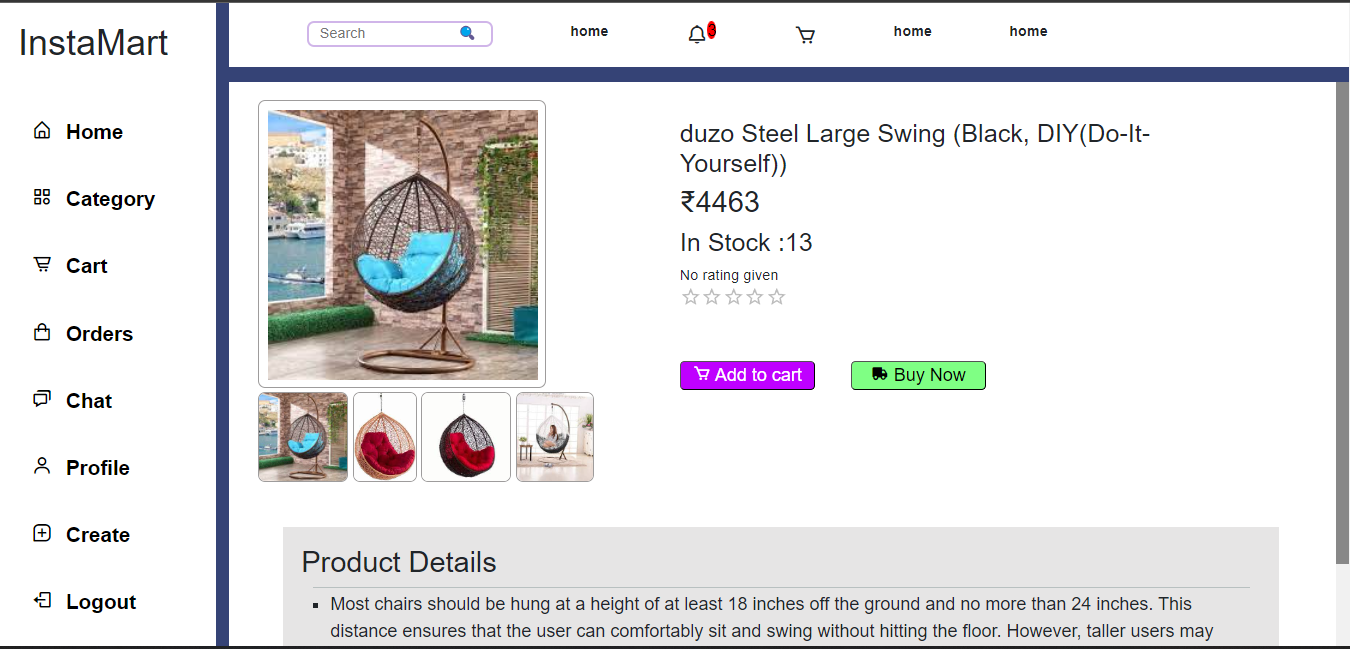 InstaMart
Search
home
3
home
home
Home
Category
Cart
Orders
Chat
Profile
Create
Logout
duzo Steel Large Swing (Black, DIY(Do-It-
Yourself))
₹4463
In Stock :13
No rating given
Add to cart
Buy Now
Product Details
Most chairs should be hung at a height of at least 18 inches off the ground and no more than 24 inches. This
distance ensures that the user can comfortably sit and swing without hitting the floor. However, taller users may